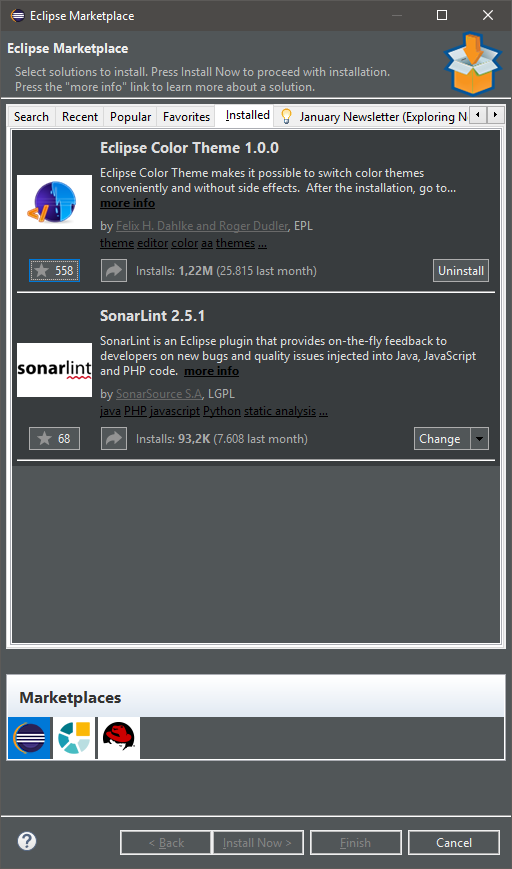 Eclipse Marketplace
Eclipse Marketplace
Select solutions to install. Press Install Now to proceed with installation.
Press the "more info" link to learn more about a solution.
Search Recent Popular Favorites Installed January Newsletter (Exploring N
Eclipse Color Theme 1.0.0
Eclipse Color Theme makes it possible to switch color themes
conveniently and without side effects. After the installation, go to...
more info
by Felix H. Dahlke and Roger Dudler, EPL
theme editor color aa themes ...
558 Installs: 1,22M (25.815 last month) Uninstall
SonarLint 2.5.1
sonarlint
SonarLint is an Eclipse plugin that provides on-the-fly feedback to
developers on new bugs and quality issues injected into Java, JavaScript
and PHP code. more info
by SonarSource S.A, LGPL
java PHP javascript Python static analysis ...
68 Installs: 93,2K (7.608 last month) Change
Marketplaces
? < Back Install Now > Finish Cancel